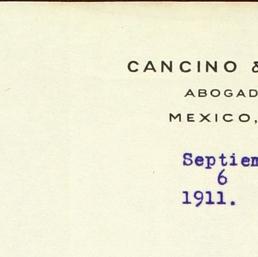 CANCINO &
ABOGAD
MEXICO,
Septiem
6
1911.